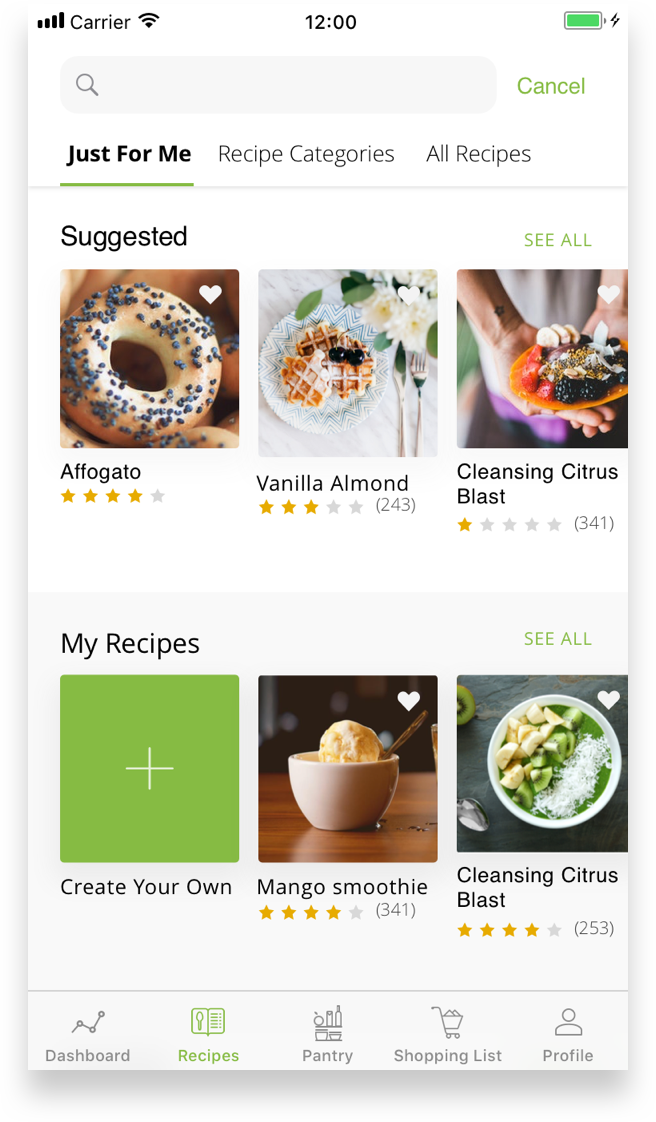 Carrier 12:00
Cancel
Just For Me Recipe Categories All Recipes
Suggested SEE ALL
Affogato
Vanilla Almond
(243)
Cleansing Citrus
Blast
(341)
My Recipes SEE ALL
Create Your Own
Mango smoothie
(341)
Cleansing Citrus
Blast
(253)
Dashboard Recipes Pantry Shopping List Profile